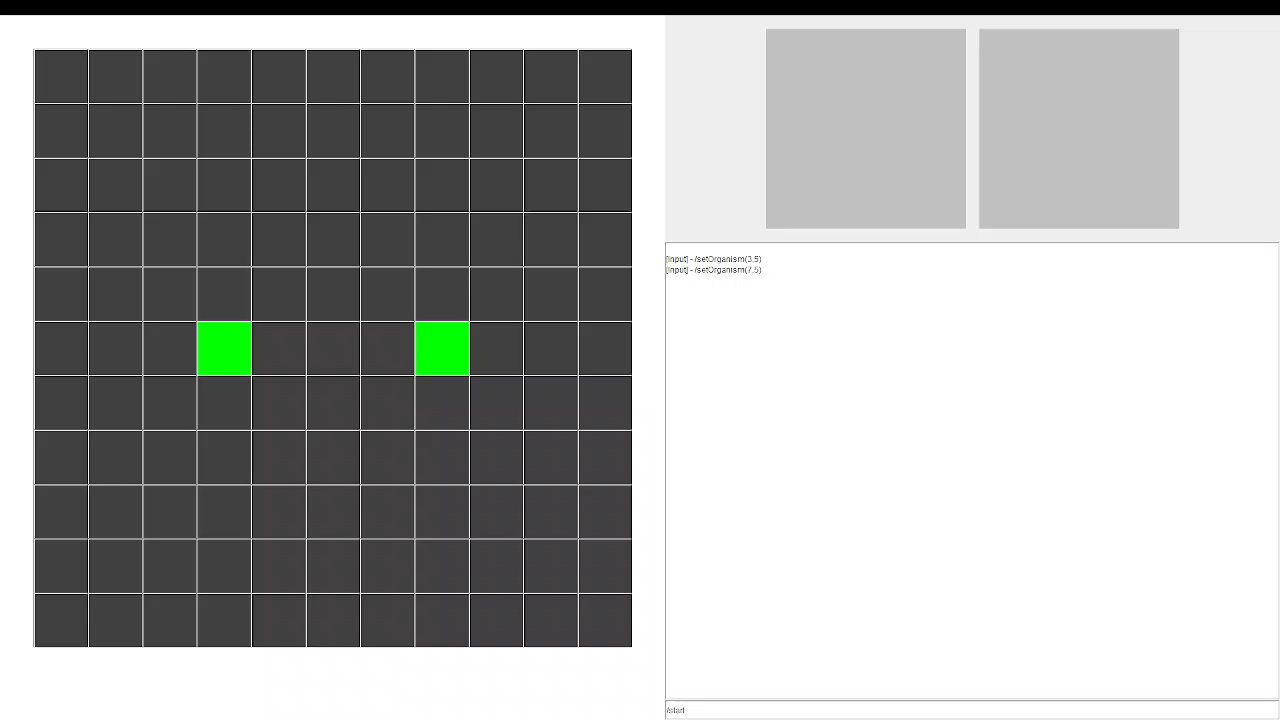 [Input] - /setOrganism(3,5)
[Input] - /setOrganism(7,5)
/start